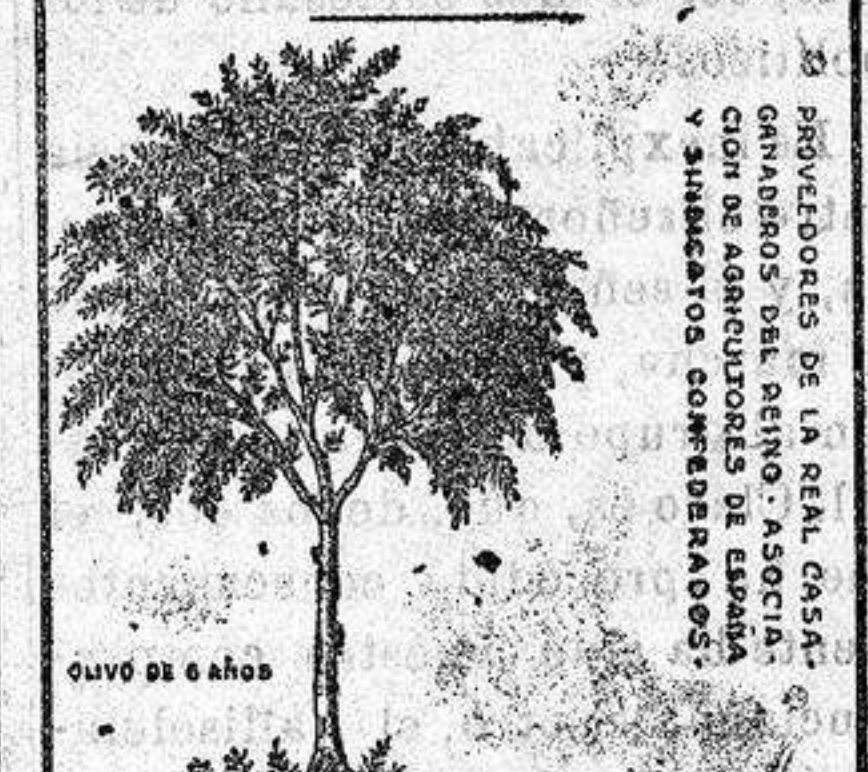 PROVEEDORES DE LA REAL CASA.
GANADEROS DEL REINO · ASOCIA-
CION DE AGRICULTORES DE ESPAÑA
Y SINDICATOS CONFEDERADOS.
OLIVO DE 6 AÑOS